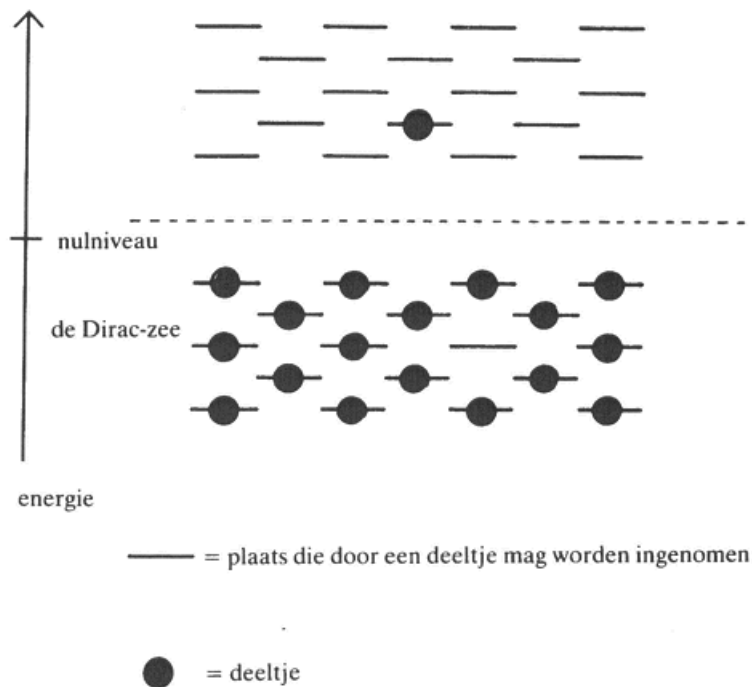 nulniveau
de Dirac-zee
energie
= plaats die door een deeltje mag worden ingenomen
= deeltje